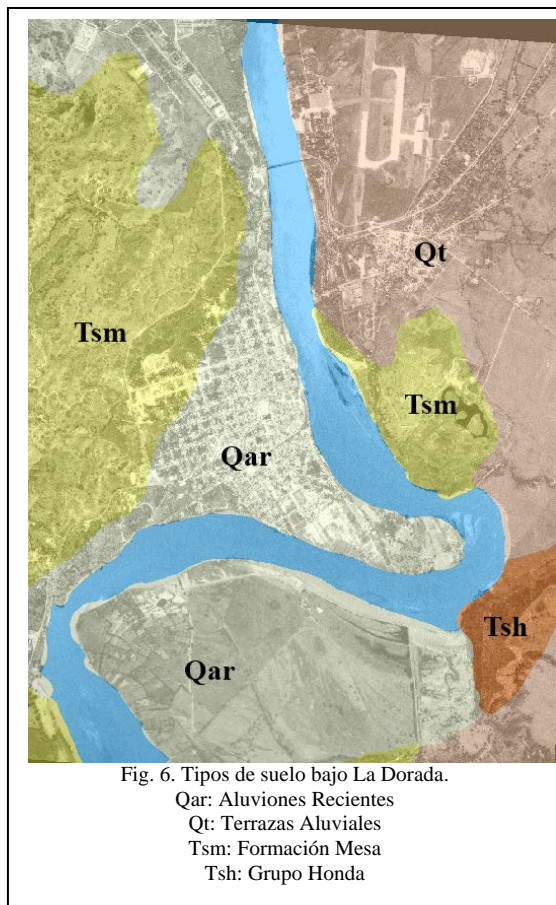 Qt
Tsm
Tsm
Qar
Tsh
Qar
Fig. 6. Tipos de suelo bajo La Dorada.
Qar: Aluviones Recientes
Qt: Terrazas Aluviales
Tsm: Formación Mesa
Tsh: Grupo Honda